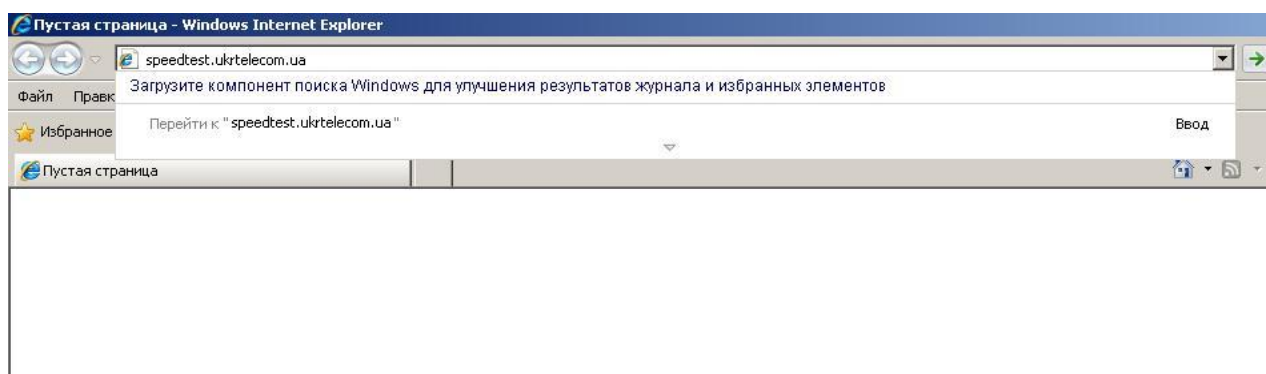 Пустая страница - Windows Internet Explorer
speedtest.ukrtelecom.ua
Загрузите компонент поиска Windows для улучшения результатов журнала и избранных элементов
Файл Правк
Перейти к "speedtest.ukrtelecom.ua" Ввод
Избранное
Пустая страница